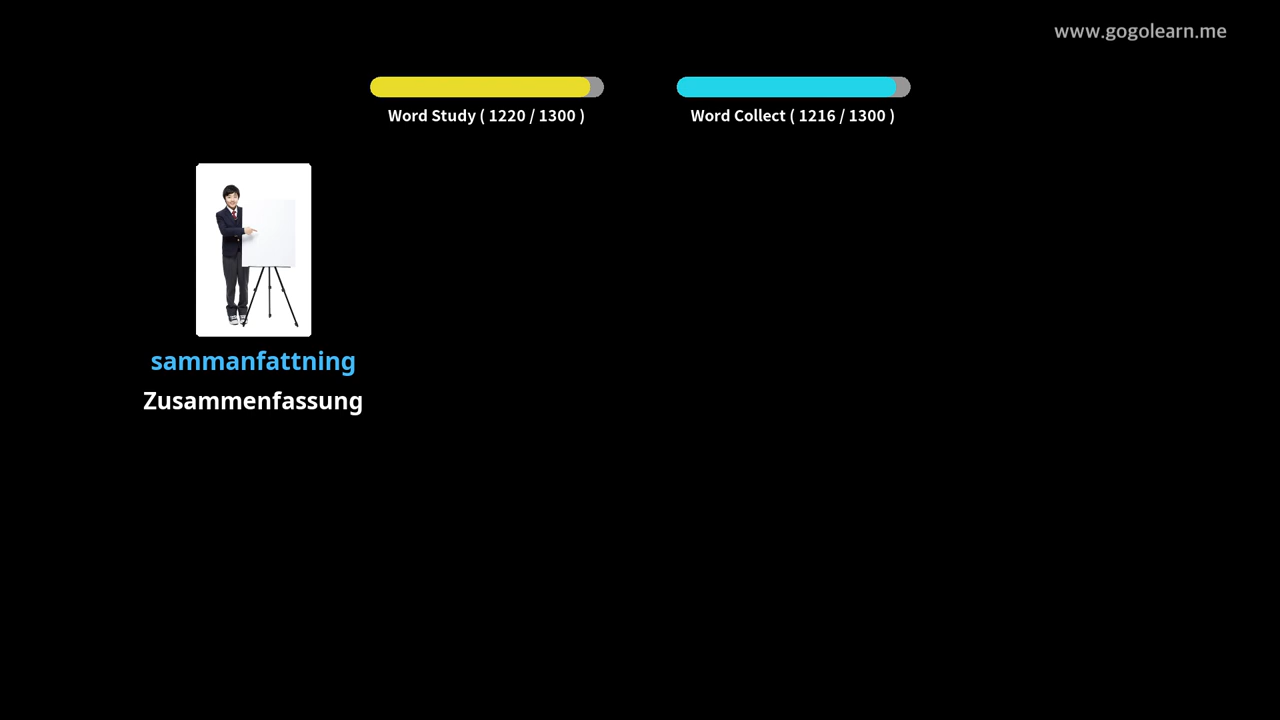 www.gogolearn.me
Word Study ( 1220 / 1300 )
Word Collect ( 1216 / 1300 )
sammanfattning
Zusammenfassung